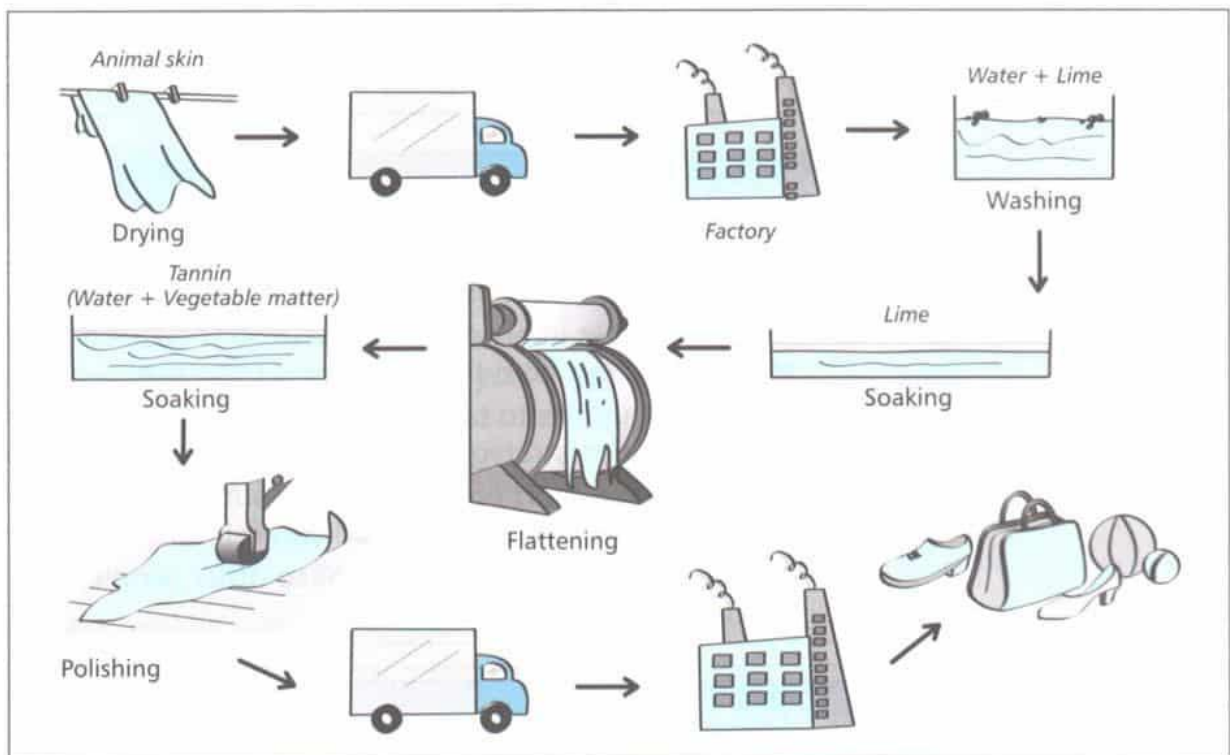 Animal skin
Drying
Factory
Water + Lime
Washing
Lime
Soaking
Flattening
Tannin
(Water + Vegetable matter)
Soaking
Polishing